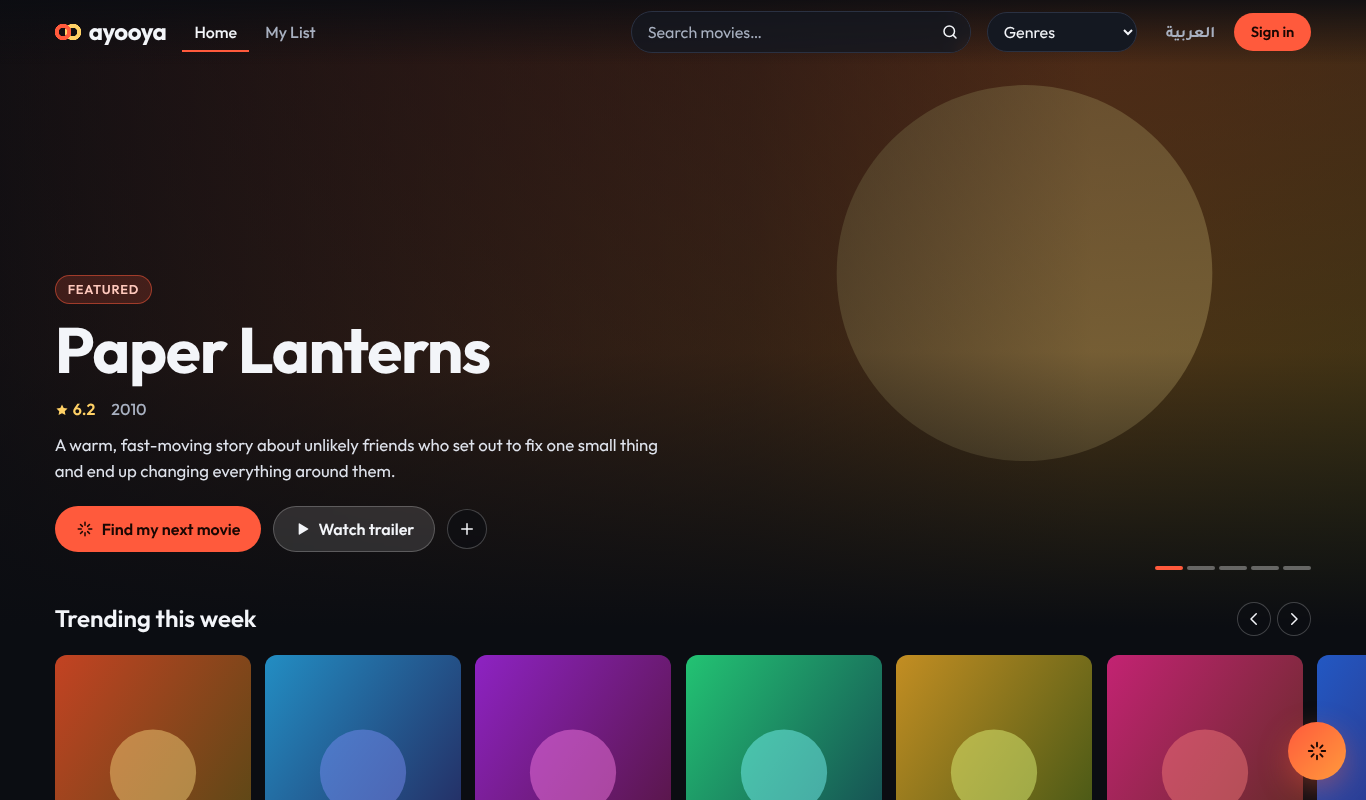 ayooya
Home
My List
Search movies...
Genres
العربية
Sign in
FEATURED
Paper Lanterns
6.2 2010
A warm, fast-moving story about unlikely friends who set out to fix one small thing
and end up changing everything around them.
Find my next movie
Watch trailer
Trending this week